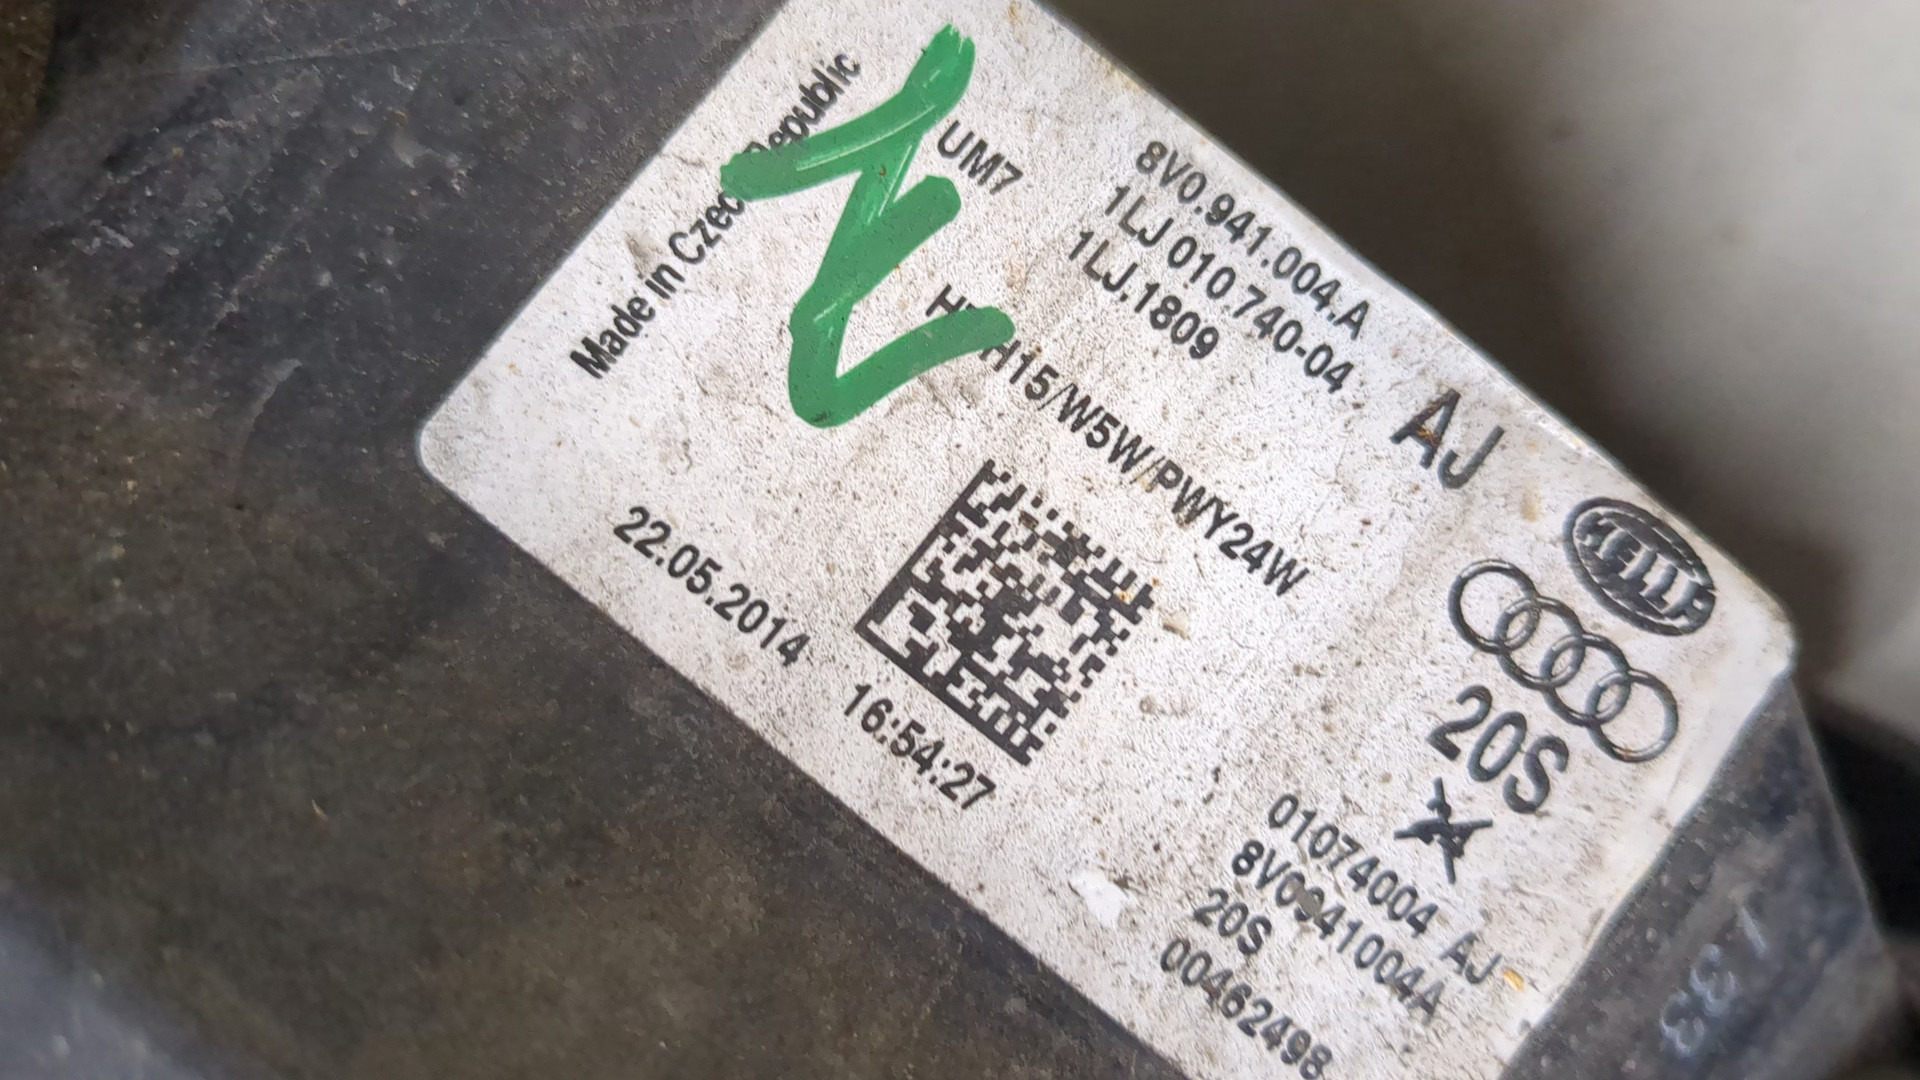 8V0.941.004.A
1LJ 010 740-04
1LJ.1809
AJ
HELLA
UM7
Made in Republic
H15/W5W/PWY24W
20S
22.05.2014 16:54:27
01074004 AJ
8V0941004A
20S
00462498